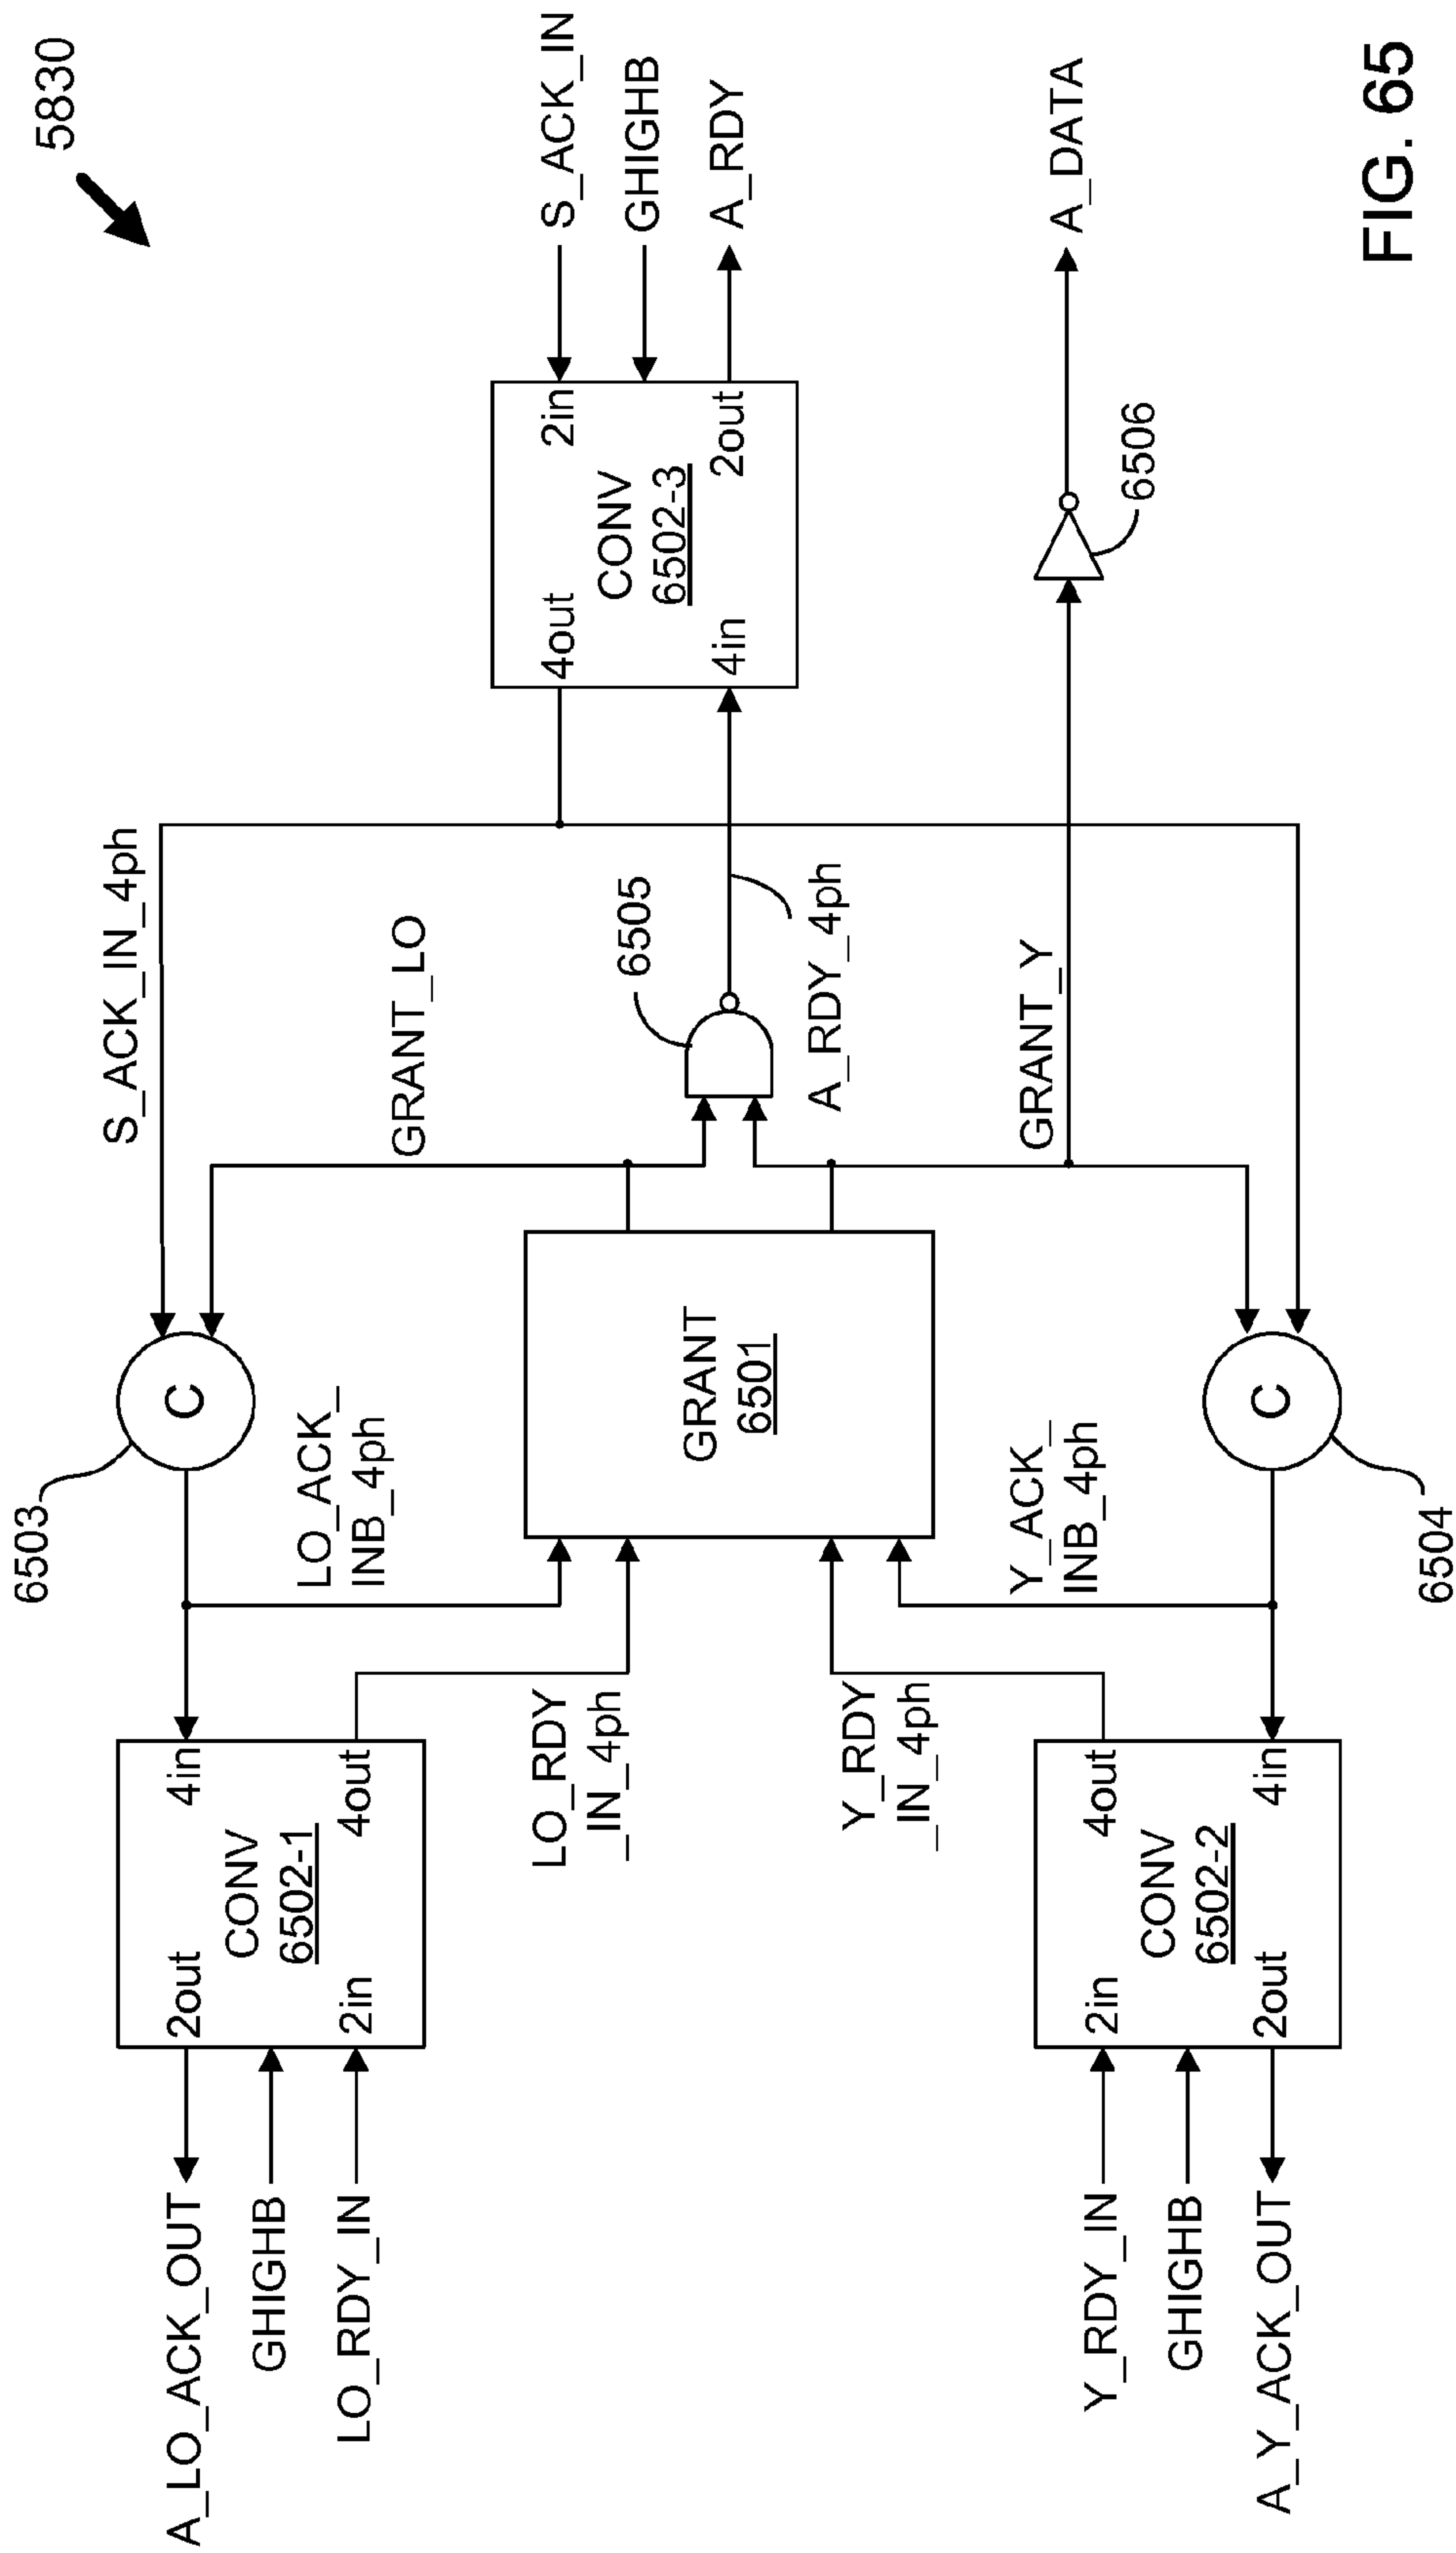 5830
S_ACK_IN_4ph
6503
C
LO_ACK_
INB_4ph
GRANT_LO
A_LO_ACK_OUT
GHIGHB
LO_RDY_IN
2out
4in
CONV
6502-1
2in
4out
LO_RDY
_IN_4ph
GRANT
6501
6505
A_RDY_4ph
4out
2in
CONV
6502-3
4in
2out
S_ACK_IN
GHIGHB
A_RDY
Y_RDY
_IN_4ph
Y_ACK_
INB_4ph
GRANT_Y
6506
A_DATA
Y_RDY_IN
GHIGHB
A_Y_ACK_OUT
2in
4out
CONV
6502-2
2out
4in
C
6504
FIG. 65